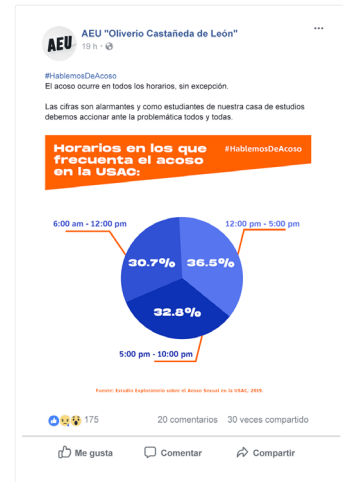 AEU
AEU "Oliverio Castañeda de León"
19 h
#HablemosDeAcoso
El acoso ocurre en todos los horarios, sin excepción.
Las cifras son alarmantes y como estudiantes de nuestra casa de estudios
debemos accionar ante la problemática todos y todas.
Horarios en los que
frecuenta el acoso
en la USAC:
#HablemosDeAcoso
6:00 am - 12:00 pm
12:00 pm - 5:00 pm
30.7%
36.5%
32.8%
5:00 pm - 10:00 pm
Fuente: Estudio Exploratorio sobre el Acoso Sexual en la USAC, 2019.
175
20 comentarios
30 veces compartido
Me gusta
Comentar
Compartir